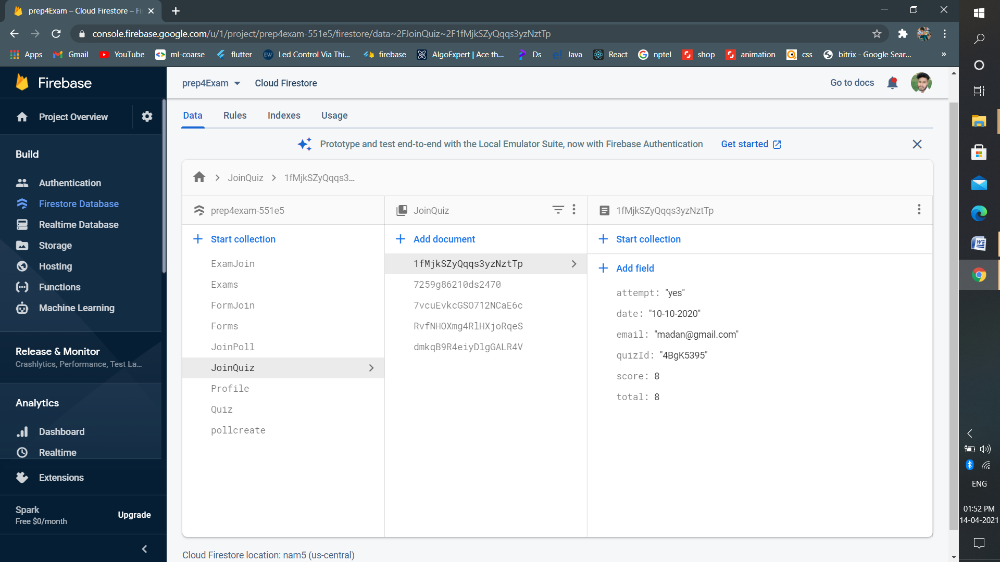 prep4Exam – Cloud Firestore – Fi
console.firebase.google.com/u/1/project/prep4exam-551e5/firestore/data~2FJoinQuiz~2F1fMjkSZyQqqs3yzNztTp
Apps Gmail YouTube ml-coarse flutter Led Control Via Thi... firebase AlgoExpert | Ace th... Ds Java React nptel shop animation css bitrix - Google Sear... »
Firebase
prep4Exam Cloud Firestore Go to docs
Project Overview
Data Rules Indexes Usage
Prototype and test end-to-end with the Local Emulator Suite, now with Firebase Authentication Get started
Build
Authentication
Firestore Database
Realtime Database
Storage
Hosting
Functions
Machine Learning
Release & Monitor
Crashlytics, Performance, Test La...
Analytics
Dashboard
Realtime
Extensions
Spark
Free $0/month
Upgrade
JoinQuiz 1fMjkSZyQqqs3...
prep4exam-551e5
Start collection
ExamJoin
Exams
FormJoin
Forms
JoinPoll
JoinQuiz
Profile
Quiz
pollcreate
JoinQuiz
Add document
1fMjkSZyQqqs3yzNztTp
7259g86210ds2470
7vcuEvkcGSO712NCaE6c
RvfNHOXmg4RlHXjoRqeS
dmkqB9R4eiyDlgGALR4V
1fMjkSZyQqqs3yzNztTp
Start collection
Add field
attempt: "yes"
date: "10-10-2020"
email: "madan@gmail.com"
quizId: "4BgK5395"
score: 8
total: 8
Cloud Firestore location: nam5 (us-central)
ENG
01:52 PM
14-04-2021